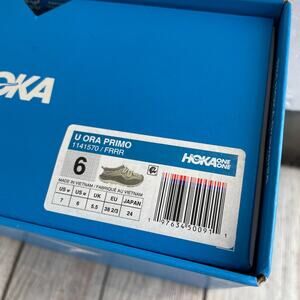 HOKA
U ORA PRIMO
1141570 / FRRR
6
HOKA ONE ONE
MADE IN VIETNAM / FABRIQUÉ AU VIETNAM
US w US m UK EU JAPAN
7 6 5.5 38 2/3 24